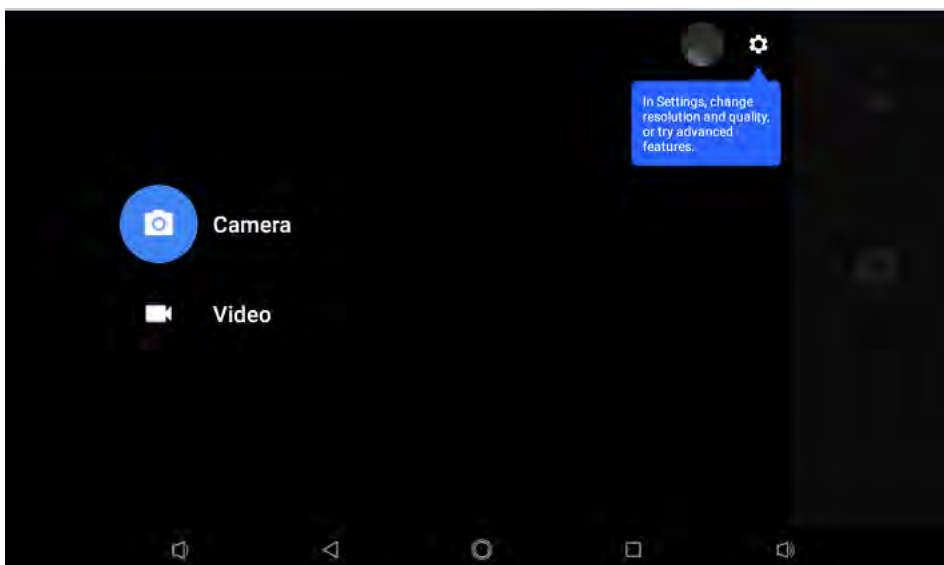 In Settings, change
resolution and quality,
or try advanced
features.
Camera
Video